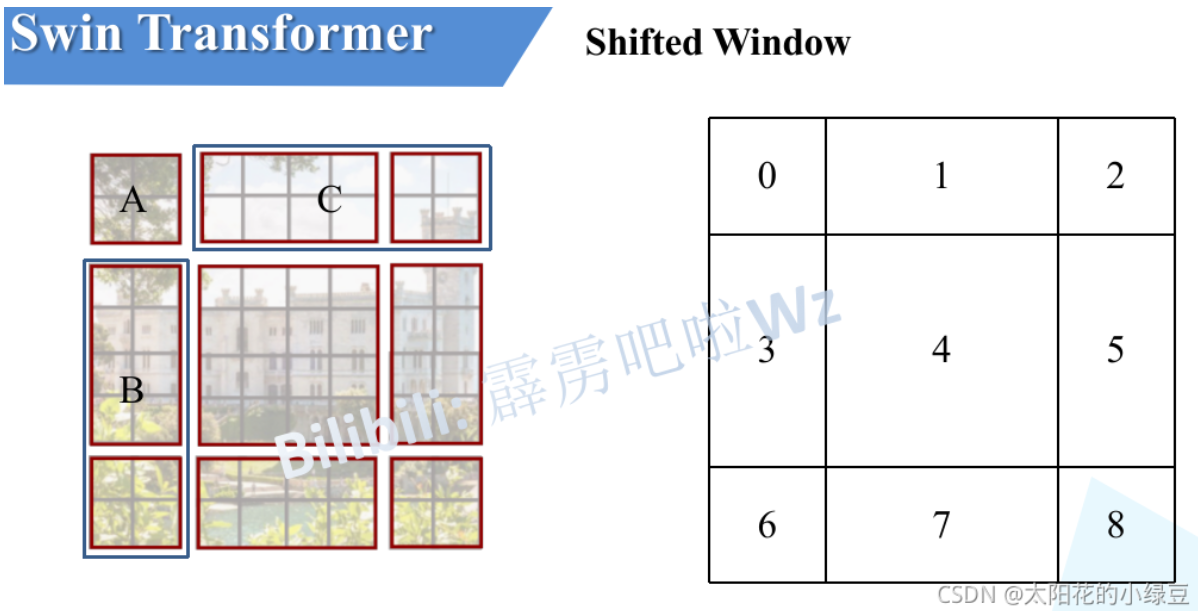 Swin Transformer
Shifted Window
A
C
B
0 1 2
3 4 5
6 7 8
Bilibili: 霹雳吧啦Wz
CSDN @太阳花的小绿豆